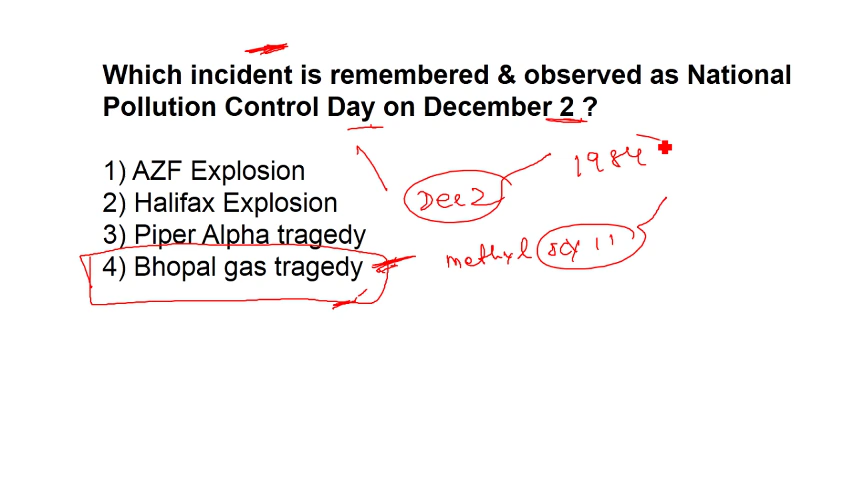 Which incident is remembered & observed as National
Pollution Control Day on December 2 ?
1) AZF Explosion
2) Halifax Explosion
3) Piper Alpha tragedy
4) Bhopal gas tragedy
Dec 2
1984
methyl